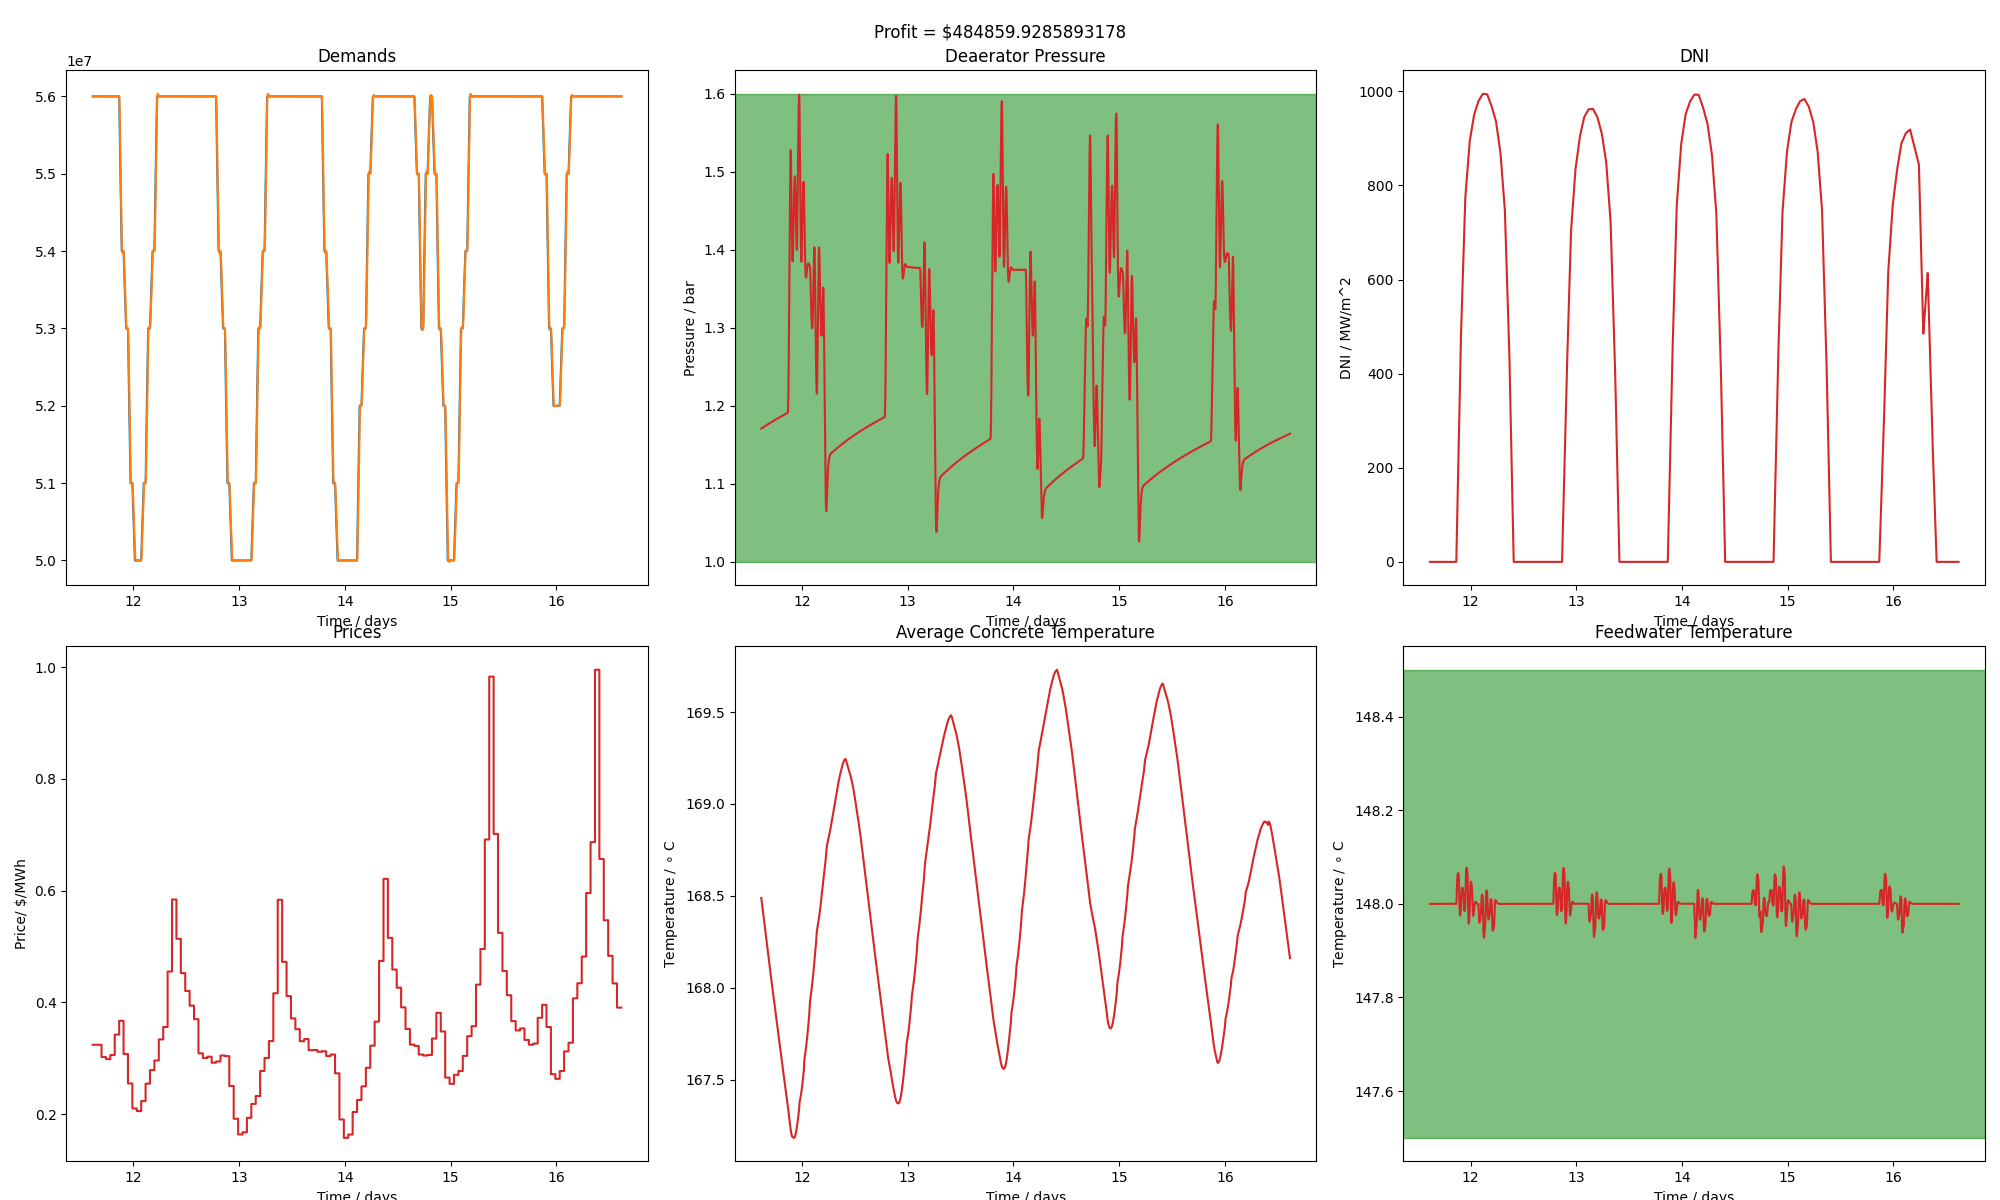 Profit = $484859.9285893178
Demands
1e7
5.6
5.5
5.4
5.3
5.2
5.1
5.0
12 13 14 15 16
Time / days
Deaerator Pressure
Pressure / bar
1.6
1.5
1.4
1.3
1.2
1.1
1.0
12 13 14 15 16
Time / days
DNI
DNI / MW/m^2
1000
800
600
400
200
0
12 13 14 15 16
Time / days
Prices
Price/ $/MWh
1.0
0.8
0.6
0.4
0.2
12 13 14 15 16
Time / days
Average Concrete Temperature
Temperature / ∘ C
169.5
169.0
168.5
168.0
167.5
12 13 14 15 16
Time / days
Feedwater Temperature
Temperature / ∘ C
148.4
148.2
148.0
147.8
147.6
12 13 14 15 16
Time / days